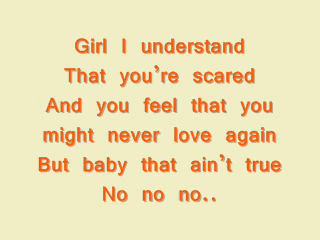 Girl I understand
That you're scared
And you feel that you
might never love again
But baby that ain't true
No no no..